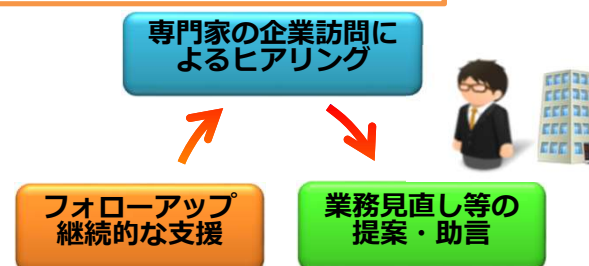 専門家の企業訪問に
よるヒアリング
フォローアップ
継続的な支援
業務見直し等の
提案・助言